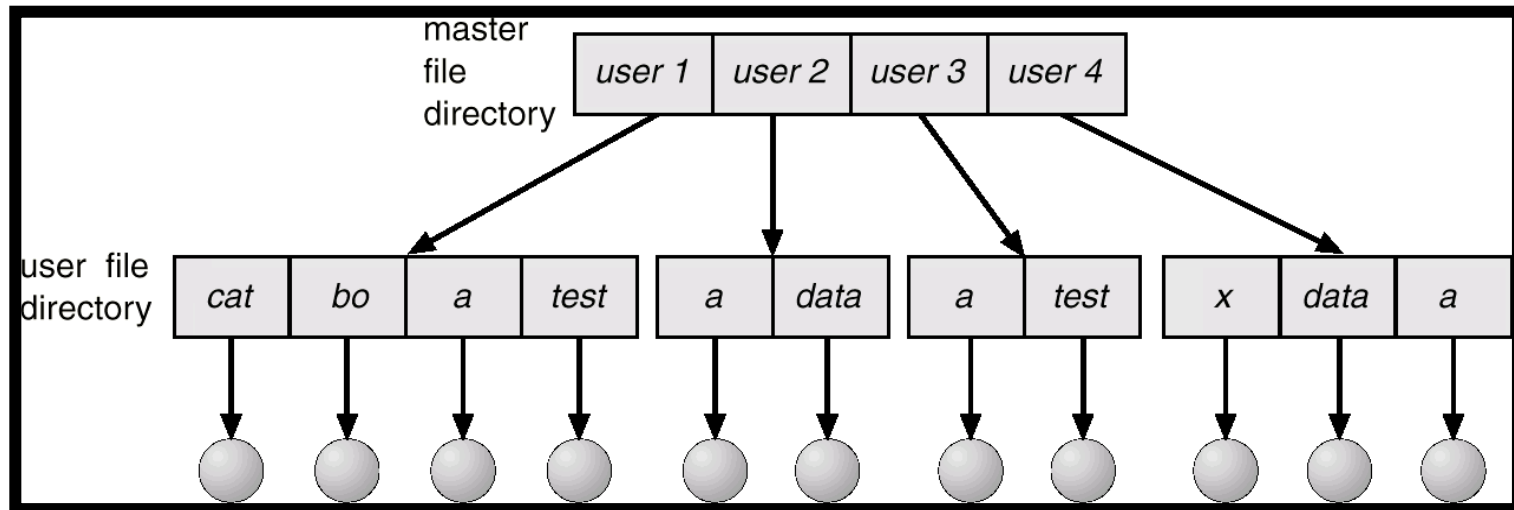 master
file
directory
user 1 user 2 user 3 user 4
user file
directory
cat bo a test a data a test x data a